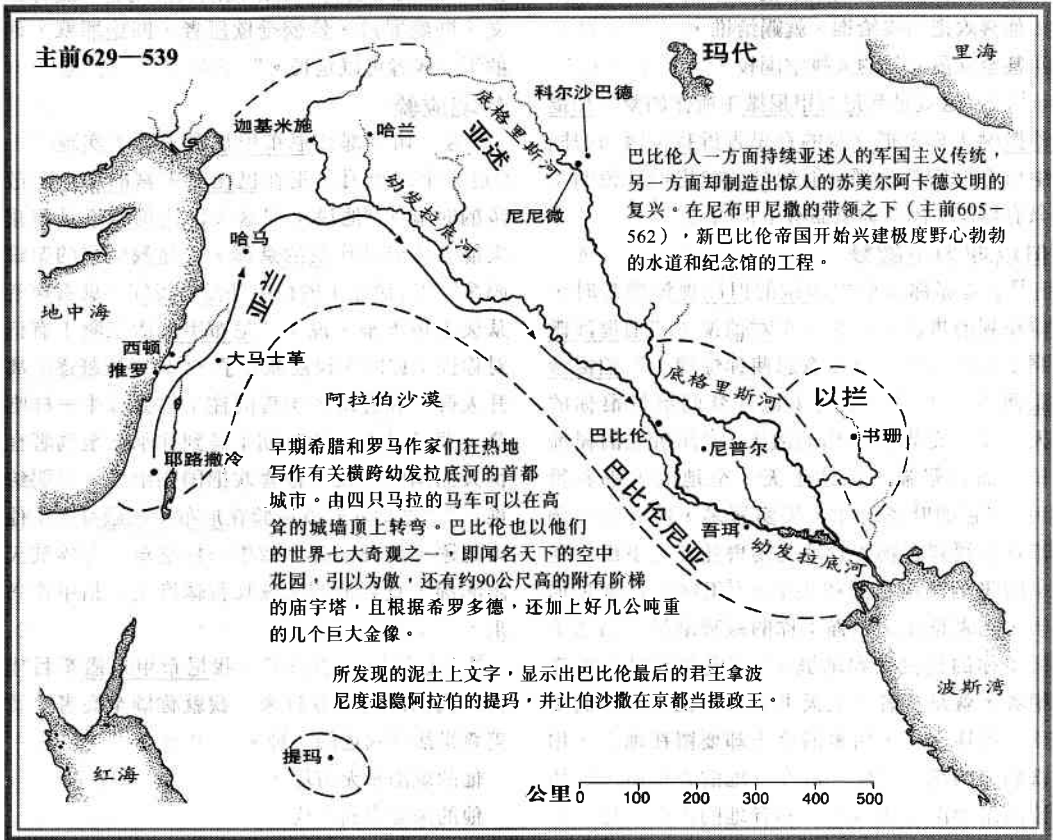 主前629—539
玛代
里海
科尔沙巴德
底格里斯河
亚述
迦基米施
哈兰
尼尼微
幼发拉底河
巴比伦人一方面持续亚述人的军国主义传统，
另一方面却制造出惊人的苏美尔阿卡德文明的
复兴。在尼布甲尼撒的带领之下（主前605－
562），新巴比伦帝国开始兴建极度野心勃勃
的水道和纪念馆的工程。
哈马
亚兰
地中海
西顿
推罗
大马士革
阿拉伯沙漠
底格里斯河
以拦
书珊
巴比伦
尼普尔
耶路撒冷
巴比伦尼亚
吾珥
幼发拉底河
早期希腊和罗马作家们狂热地
写作有关横跨幼发拉底河的首都
城市。由四只马拉的马车可以在高
耸的城墙顶上转弯。巴比伦也以他们
的世界七大奇观之一，即闻名天下的空中
花园，引以为傲，还有约90公尺高的附有阶梯
的庙宇塔，且根据希罗多德，还加上好几公吨重
的几个巨大金像。
所发现的泥土上文字，显示出巴比伦最后的君王拿波
尼度退隐阿拉伯的提玛，并让伯沙撒在京都当摄政王。
波斯湾
提玛
红海
公里 0 100 200 300 400 500